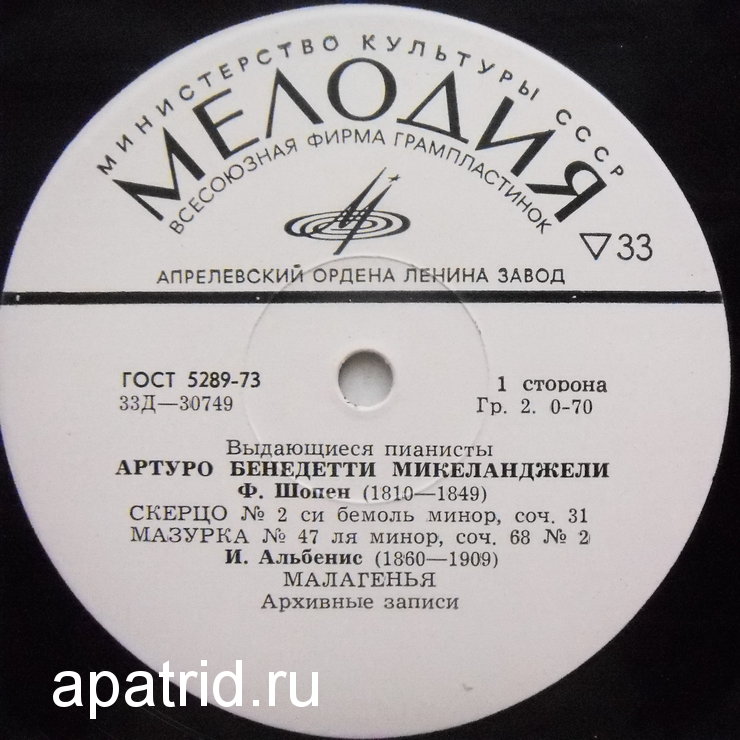 МИНИСТЕРСТВО КУЛЬТУРЫ СССР
МЕЛОДИЯ
ВСЕСОЮЗНАЯ ФИРМА ГРАМПЛАСТИНОК
▽33
АПРЕЛЕВСКИЙ ОРДЕНА ЛЕНИНА ЗАВОД
ГОСТ 5289-73
33Д—30749
1 сторона
Гр. 2. 0-70
Выдающиеся пианисты
АРТУРО БЕНЕДЕТТИ МИКЕЛАНДЖЕЛИ
Ф. Шопен (1810—1849)
СКЕРЦО № 2 си бемоль минор, соч. 31
МАЗУРКА № 47 ля минор, соч. 68 № 2
И. Альбенис (1860—1909)
МАЛАГЕНЬЯ
Архивные записи
apatrid.ru